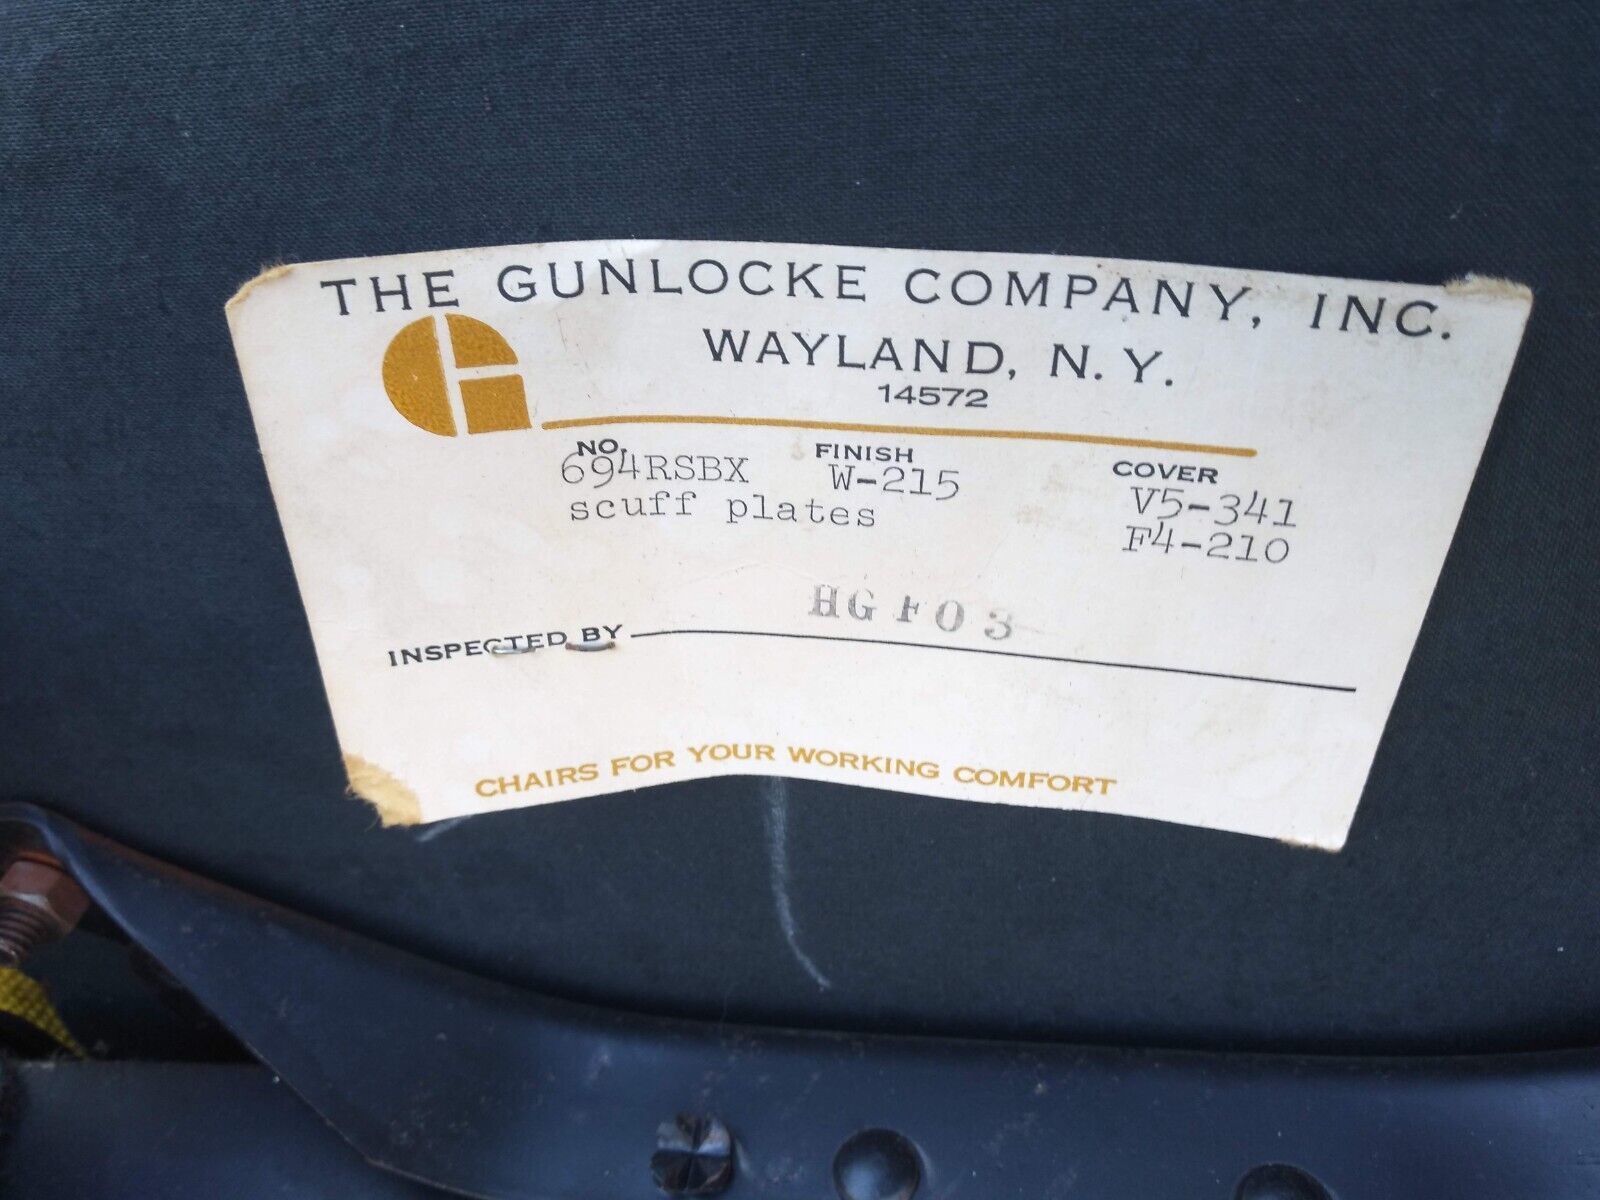 THE GUNLOCKE COMPANY, INC.
WAYLAND, N. Y.
14572
NO. FINISH COVER
694RSBX W-215 V5-341
scuff plates F4-210
HGF03
INSPECTED BY
CHAIRS FOR YOUR WORKING COMFORT